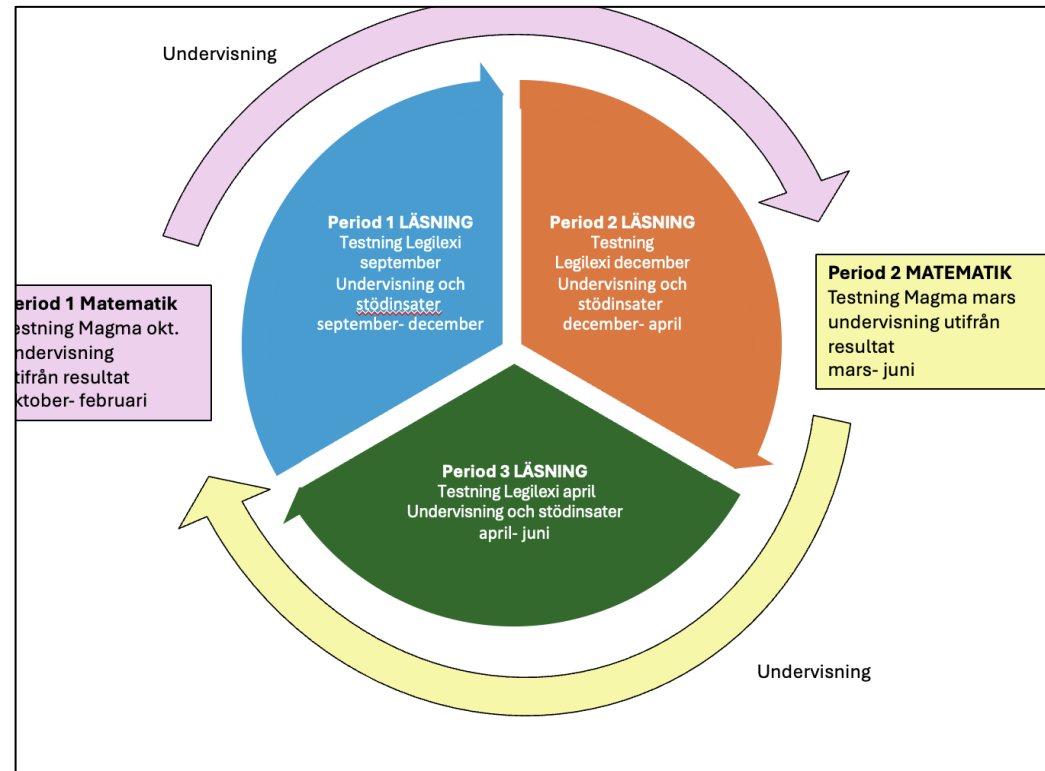 Undervisning
Period 1 LÄSNING
Testning Legilexi
september
Undervisning och
stödinsater
september- december
Period 2 LÄSNING
Testning
Legilexi december
Undervisning och
stödinsater
december- april
eriod 1 Matematik
estning Magma okt.
ndervisning
tifrån resultat
ktober- februari
Period 2 MATEMATIK
Testning Magma mars
undervisning utifrån
resultat
mars- juni
Period 3 LÄSNING
Testning Legilexi april
Undervisning och stödinsater
april- juni
Undervisning